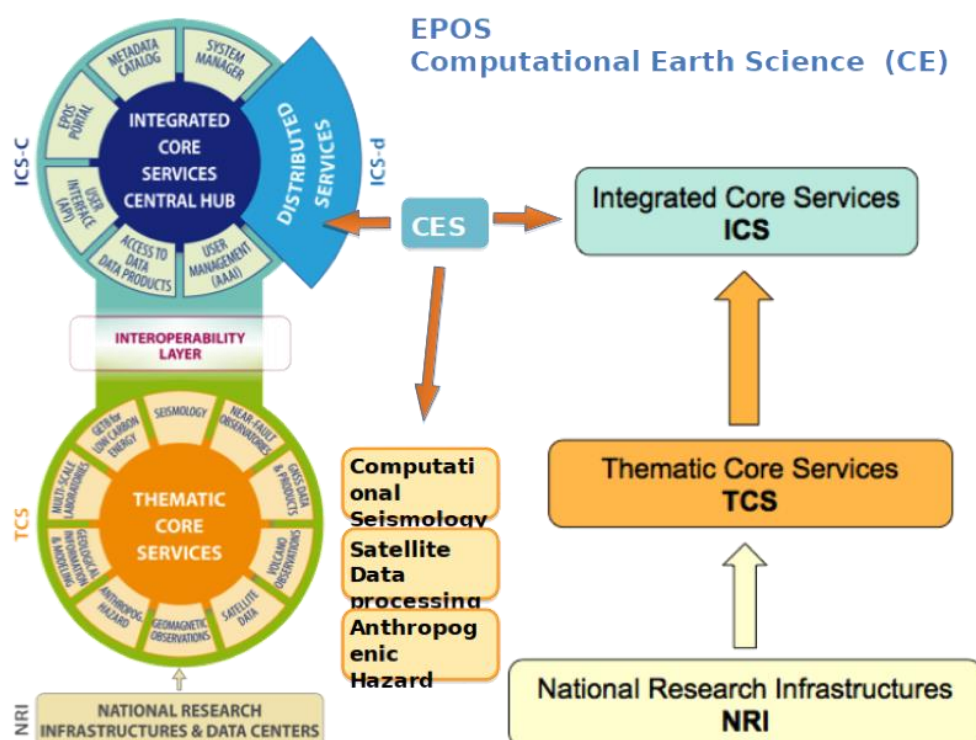 EPOS
Computational Earth Science (CE)
ICS-C
METADATA
CATALOG
SYSTEM
MANAGER
EPOS
PORTAL
INTEGRATED
CORE
SERVICES
CENTRAL HUB
DISTRIBUTED
SERVICES
ICS-d
USER
INTERFACE
(API)
ACCESS TO
DATA
DATA PRODUCTS
USER
MANAGEMENT
(AAAI)
CES
Integrated Core Services
ICS
INTEROPERABILITY
LAYER
TCS
GETB for
LOW CARBON
ENERGY
SEISMOLOGY
NEAR-FAULT
OBSERVATORIES
MULTI-SCALE
LABORATORIES
GNSS DATA
& PRODUCTS
THEMATIC
CORE
SERVICES
GEOLOGICAL
INFORMATION
& MODELING
VOLCANO
OBSERVATIONS
ANTHROPOG.
HAZARD
GEOMAGNETIC
OBSERVATIONS
SATELLITE
DATA
Computati
onal
Seismology
Satellite
Data
processing
Anthropog
enic
Hazard
Thematic Core Services
TCS
NRI
NATIONAL RESEARCH
INFRASTRUCTURES & DATA CENTERS
National Research Infrastructures
NRI